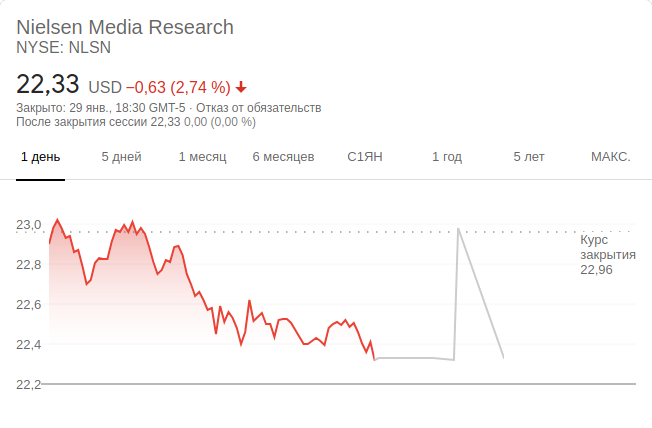 Nielsen Media Research
NYSE: NLSN
22,33 USD −0,63 (2,74 %)
Закрыто: 29 янв., 18:30 GMT-5 · Отказ от обязательств
После закрытия сессии 22,33 0,00 (0,00 %)
1 день 5 дней 1 месяц 6 месяцев С1ЯН 1 год 5 лет МАКС.
23,0
22,8
22,6
22,4
22,2
Курс
закрытия
22,96